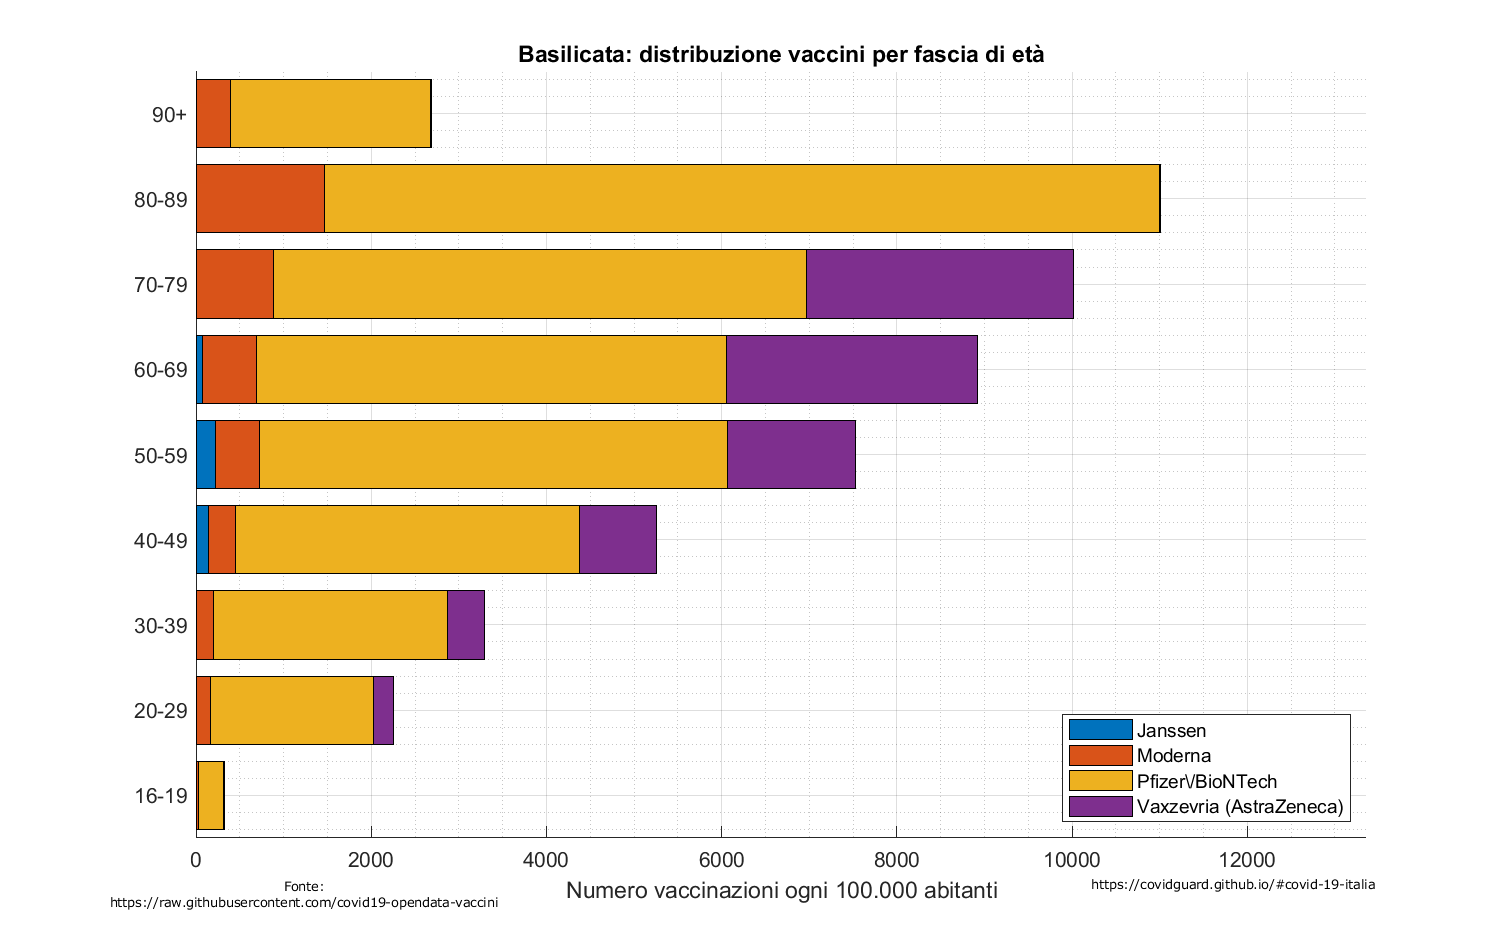 Basilicata: distribuzione vaccini per fascia di età
90+
80-89
70-79
60-69
50-59
40-49
30-39
20-29
16-19
Janssen
Moderna
Pfizer\/BioNTech
Vaxzevria (AstraZeneca)
0 2000 4000 6000 8000 10000 12000
Numero vaccinazioni ogni 100.000 abitanti
Fonte:
https://raw.githubusercontent.com/covid19-opendata-vaccini
https://covidguard.github.io/#covid-19-italia